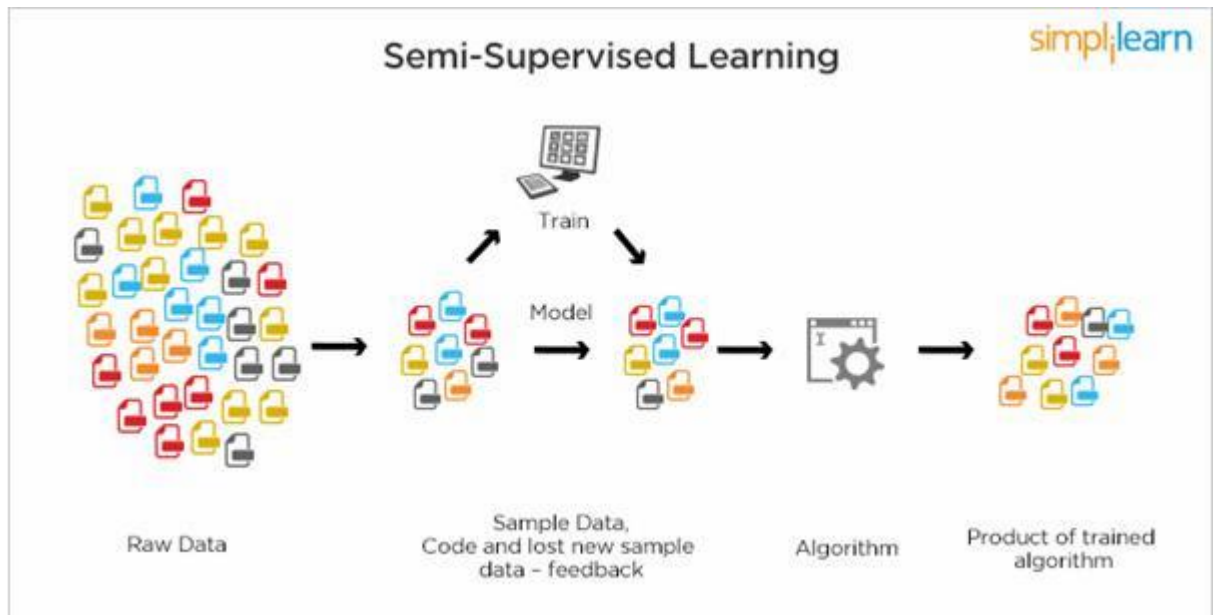 Semi-Supervised Learning
simplilearn
Train
Model
Raw Data
Sample Data,
Code and lost new sample
data – feedback
Algorithm
Product of trained
algorithm